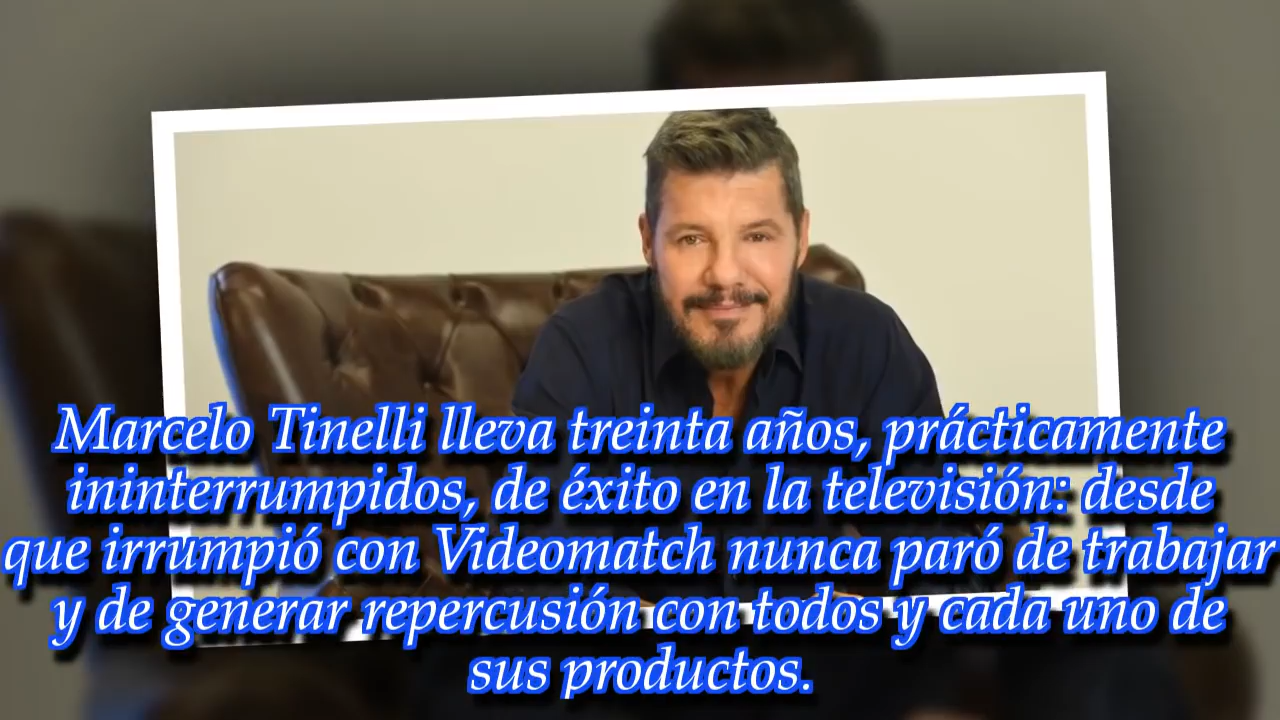 Marcelo Tinelli lleva treinta años, prácticamente
ininterrumpidos, de éxito en la televisión: desde
que irrumpió con Videomatch nunca paró de trabajar
y de generar repercusión con todos y cada uno de
sus productos.